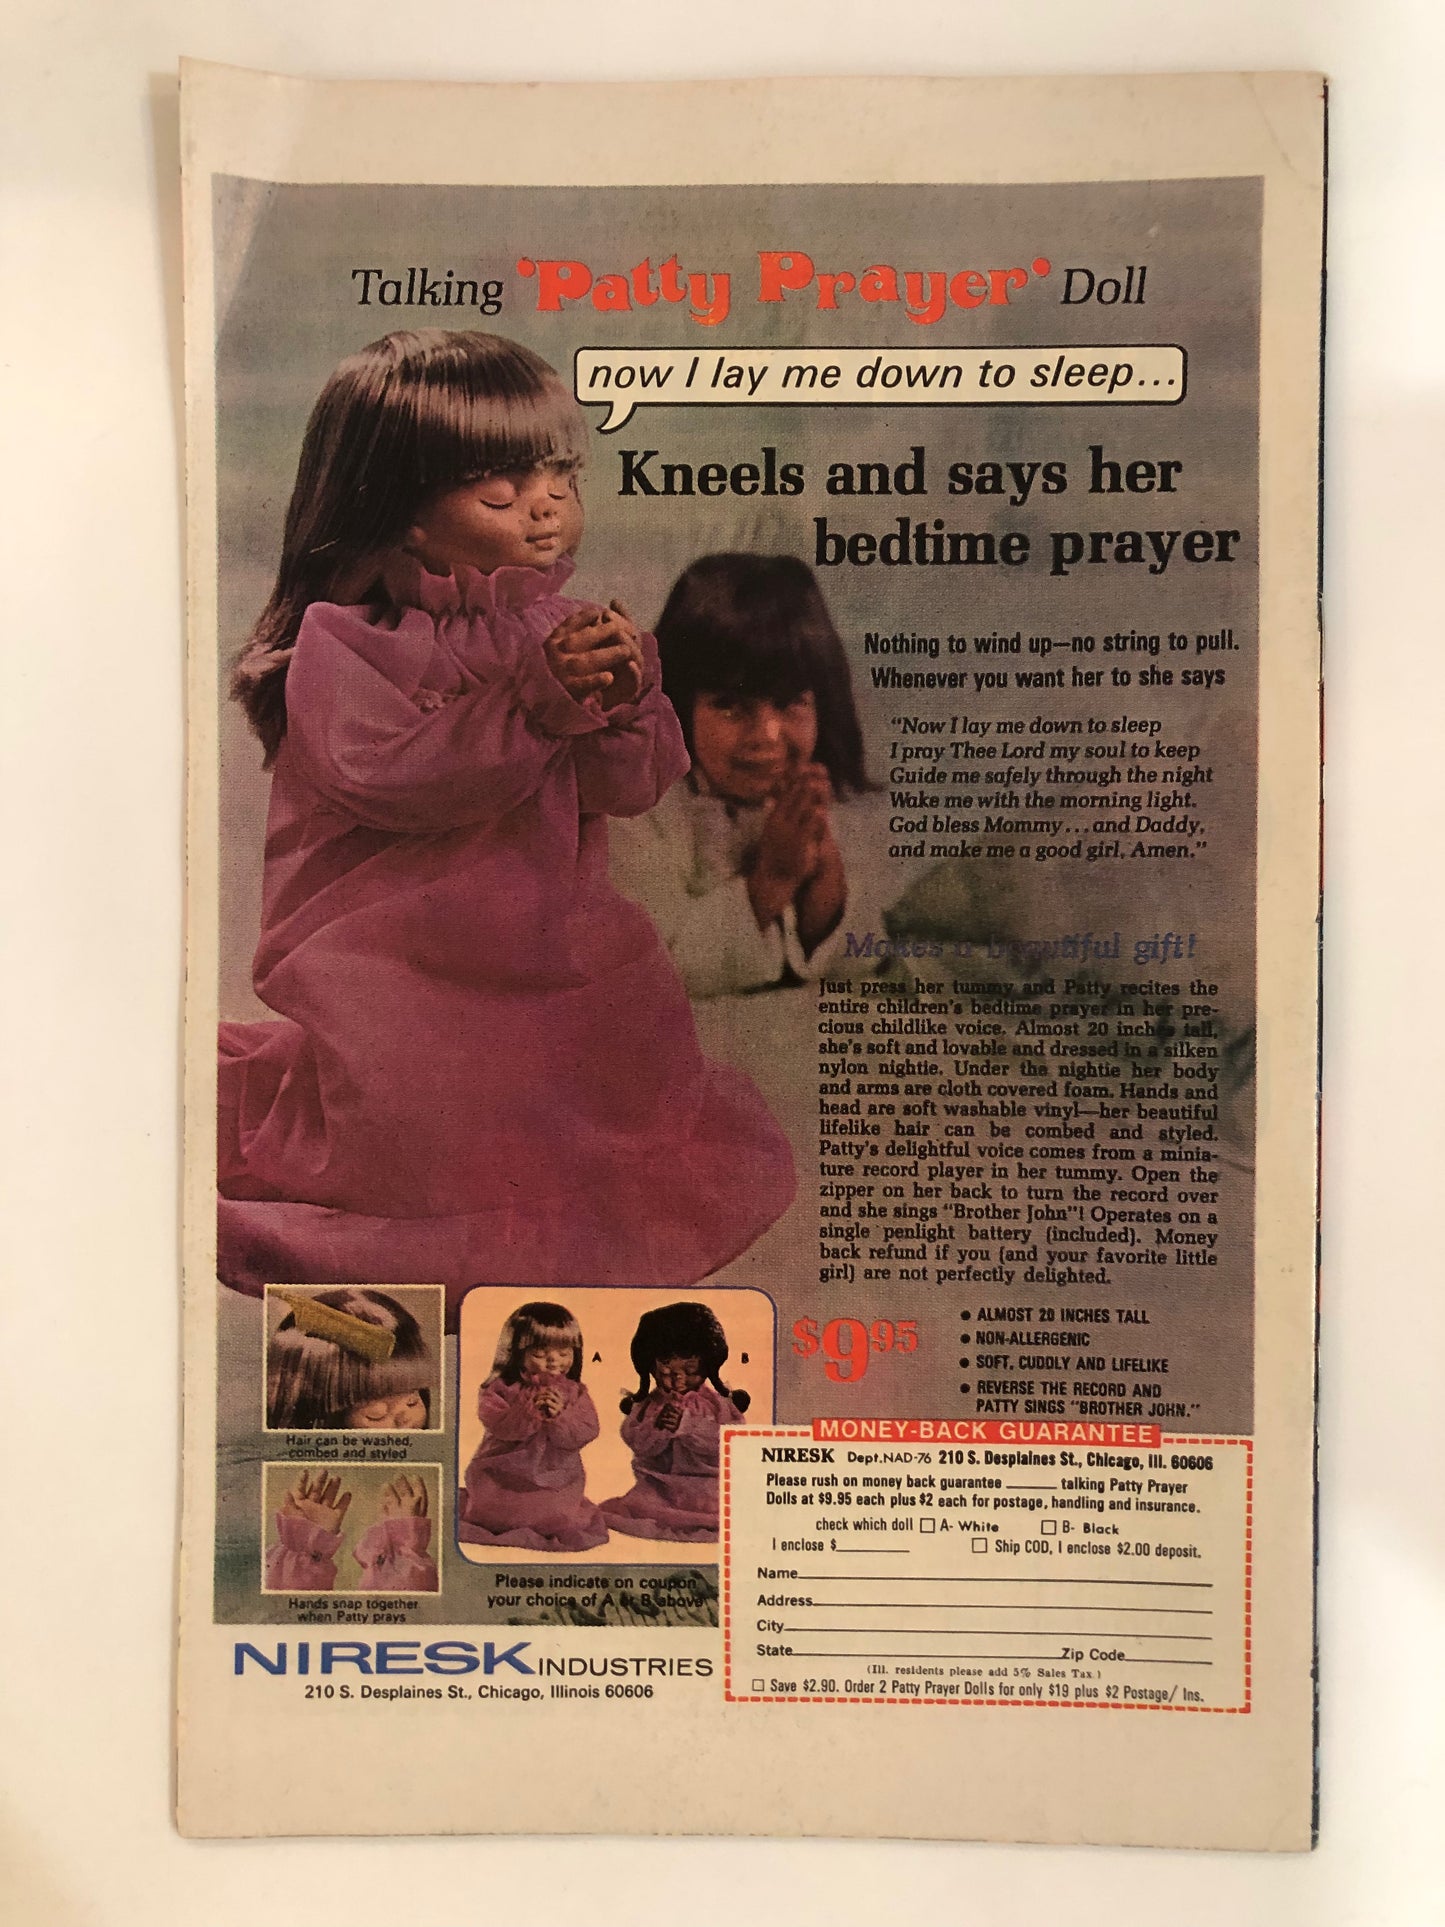 Talking 'Patty Prayer' Doll
now I lay me down to sleep...
Kneels and says her
bedtime prayer
Nothing to wind up—no string to pull.
Whenever you want her to she says
"Now I lay me down to sleep
I pray Thee Lord my soul to keep
Guide me safely through the night
Wake me with the morning light.
God bless Mommy...and Daddy,
and make me a good girl. Amen."
Makes a beautiful gift!
Just press her tummy and Patty recites the
entire children's bedtime prayer in her pre-
cious childlike voice. Almost 20 inches tall,
she's soft and lovable and dressed in a silken
nylon nightie. Under the nightie her body
and arms are cloth covered foam. Hands and
head are soft washable vinyl—her beautiful
lifelike hair can be combed and styled.
Patty's delightful voice comes from a minia-
ture record player in her tummy. Open the
zipper on her back to turn the record over
and she sings "Brother John"! Operates on a
single penlight battery (included). Money
back refund if you (and your favorite little
girl) are not perfectly delighted.
$9.95
• ALMOST 20 INCHES TALL
• NON-ALLERGENIC
• SOFT, CUDDLY AND LIFELIKE
• REVERSE THE RECORD AND
PATTY SINGS "BROTHER JOHN."
Hair can be washed,
combed and styled
Hands snap together
when Patty prays
A
B
Please indicate on coupon
your choice of A or B above
NIRESK INDUSTRIES
210 S. Desplaines St., Chicago, Illinois 60606
MONEY-BACK GUARANTEE
NIRESK Dept.NAD-76 210 S. Desplaines St., Chicago, Ill. 60606
Please rush on money back guarantee ______ talking Patty Prayer
Dolls at $9.95 each plus $2 each for postage, handling and insurance.
check which doll □ A- White □ B- Black
I enclose $________ □ Ship COD, I enclose $2.00 deposit.
Name
Address
City
State Zip Code
(Ill. residents please add 5% Sales Tax.)
□ Save $2.90. Order 2 Patty Prayer Dolls for only $19 plus $2 Postage/ Ins.